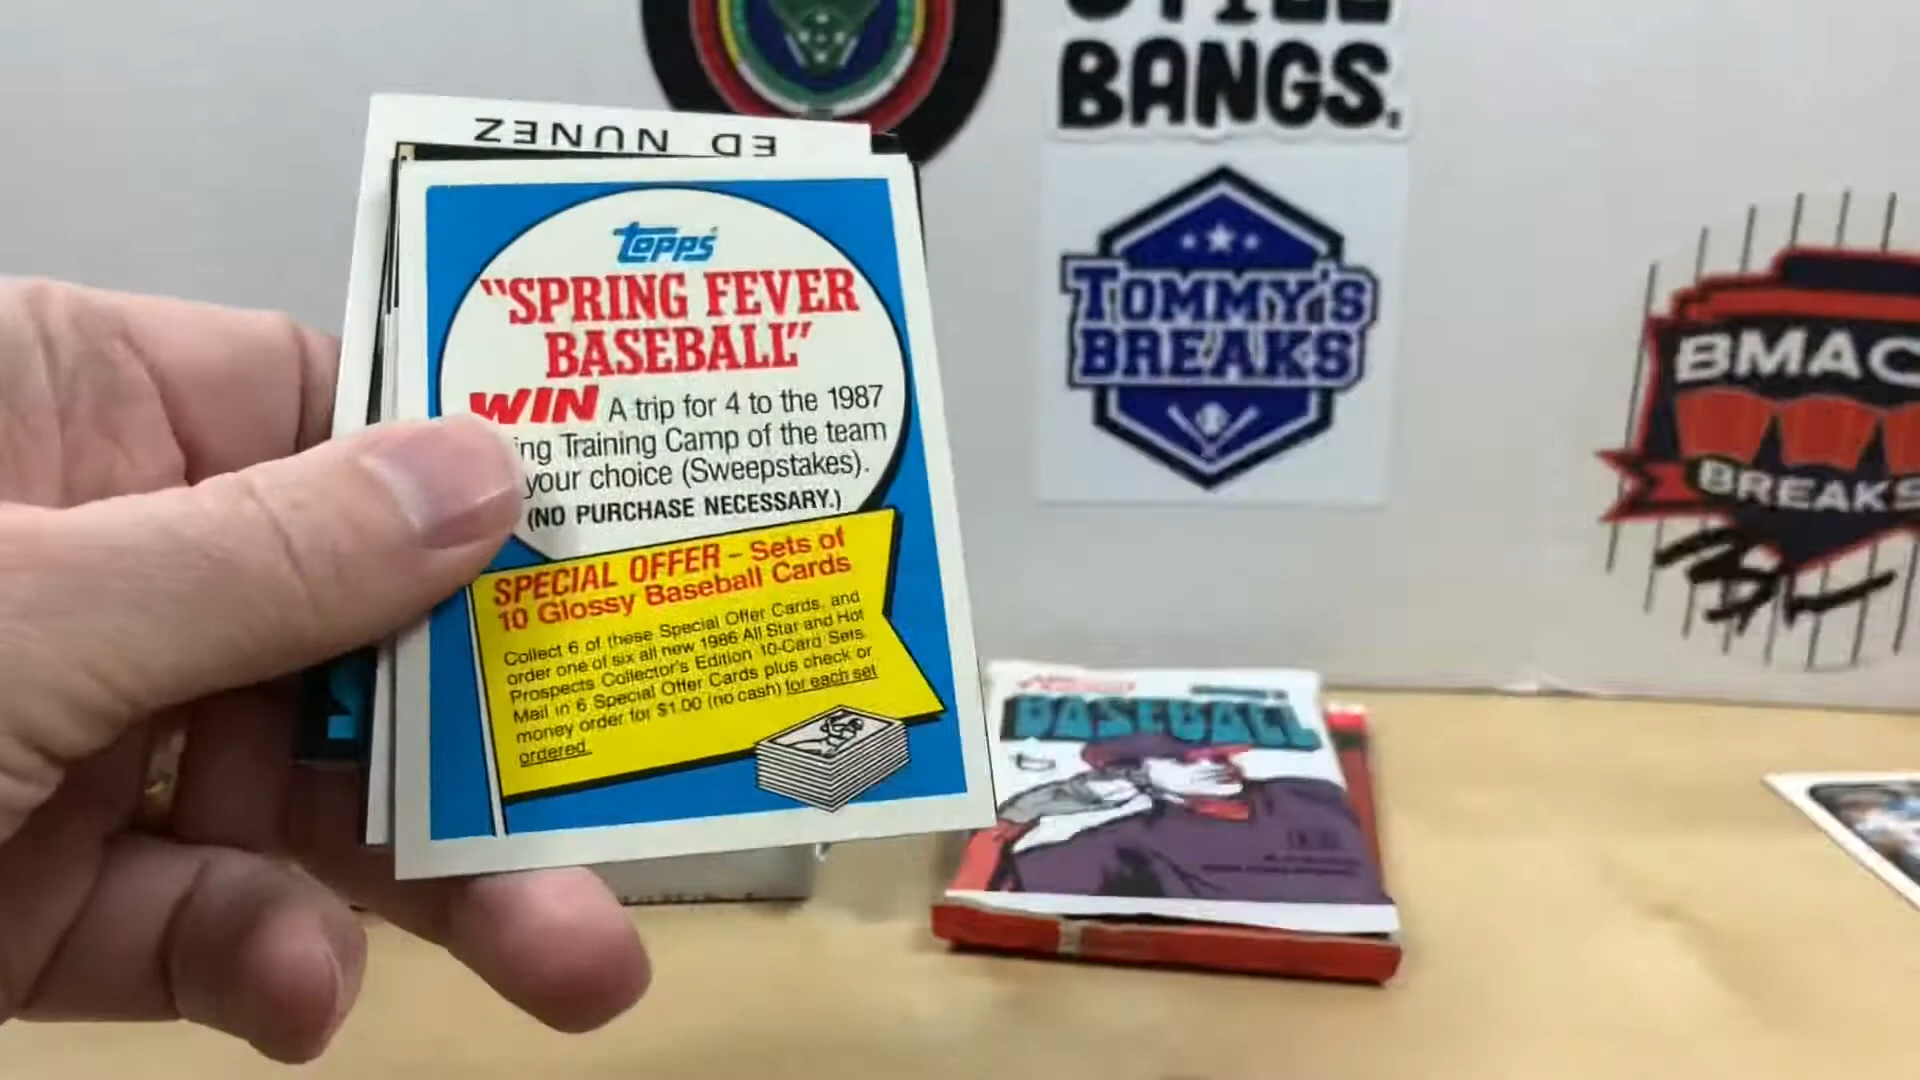 BANGS.
ED NUNEZ
topps
"SPRING FEVER
BASEBALL"
WIN A trip for 4 to the 1987
ing Training Camp of the team
your choice (Sweepstakes).
(NO PURCHASE NECESSARY.)
SPECIAL OFFER – Sets of
10 Glossy Baseball Cards
Collect 6 of these Special Offer Cards, and
order one of six all new 1986 All Star and Hot
Prospects Collector's Edition 10-Card Sets.
Mail in 6 Special Offer Cards plus check or
money order for $1.00 (no cash) for each set
ordered.
TOMMY'S
BREAKS
BMAC
BREAKS
BASEBALL